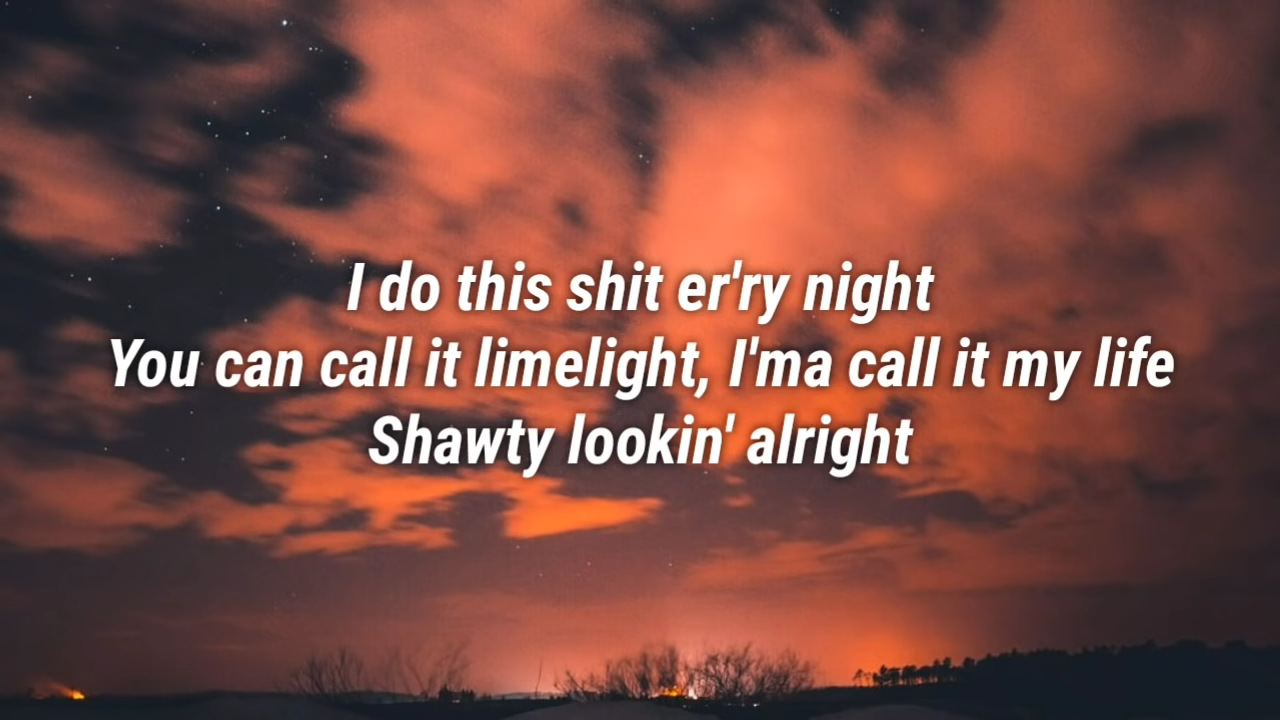 I do this shit er'ry night
You can call it limelight, I'ma call it my life
Shawty lookin' alright